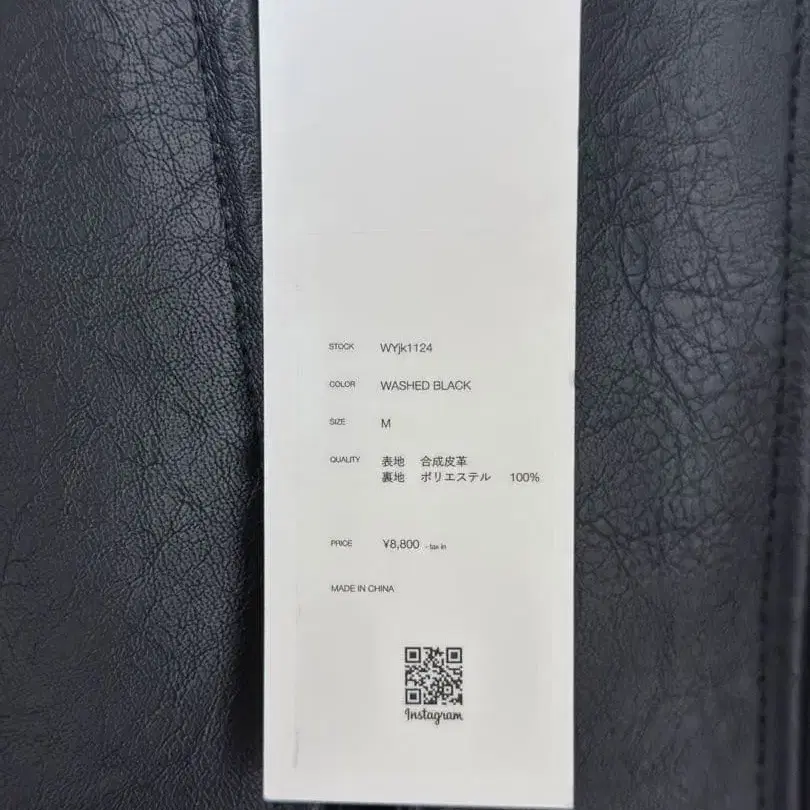 STOCK WYjk1124
COLOR WASHED BLACK
SIZE M
QUALITY 表地 合成皮革
裏地 ポリエステル 100%
PRICE ¥8,800 - tax in
MADE IN CHINA
Instagram